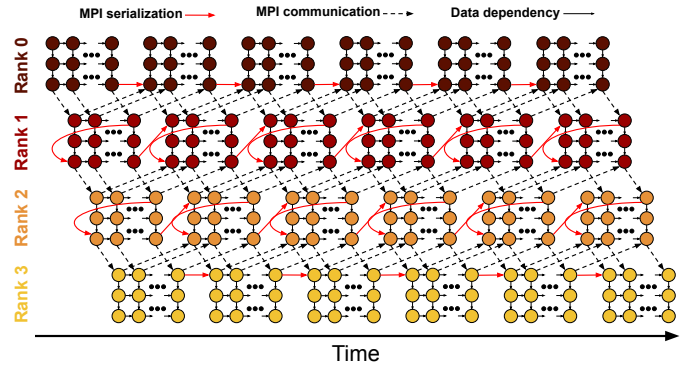 MPI serialization MPI communication Data dependency
Rank 0
Rank 1
Rank 2
Rank 3
Time